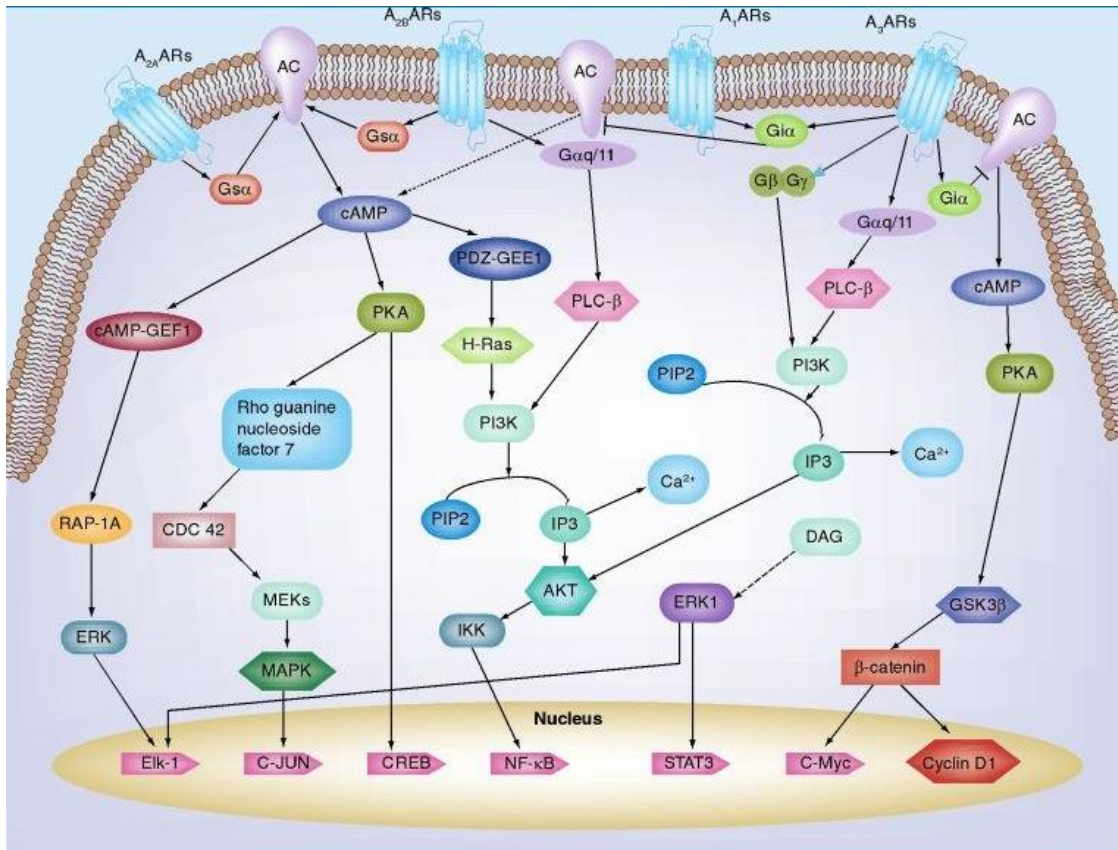 A2BARs
A1ARs
A3ARs
A2AARs
AC
AC
AC
Gsα
Giα
Gαq/11
Gβ Gγ
Gsα
Giα
cAMP
Gαq/11
PDZ-GEE1
PLC-β
cAMP
PLC-β
cAMP-GEF1
PKA
H-Ras
PI3K
PIP2
PKA
Rho guanine
nucleoside
factor 7
PI3K
IP3
Ca²⁺
Ca²⁺
RAP-1A
CDC 42
PIP2
IP3
DAG
MEKs
AKT
ERK1
GSK3β
ERK
IKK
MAPK
β-catenin
Nucleus
Elk-1
C-JUN
CREB
NF-κB
STAT3
C-Myc
Cyclin D1